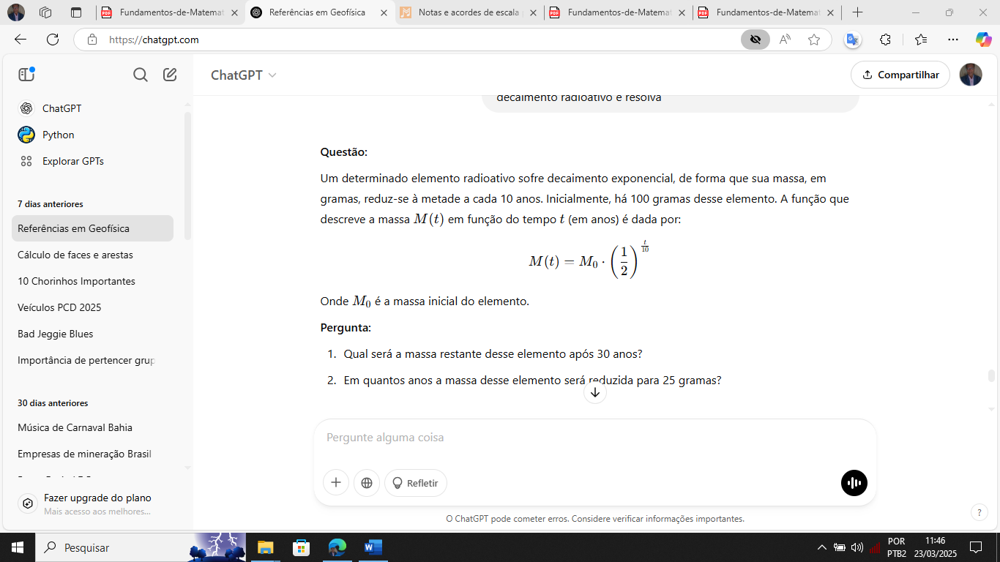 Fundamentos-de-Matemat
Referências em Geofísica
Notas e acordes de escala
Fundamentos-de-Matemat
Fundamentos-de-Matemat
https://chatgpt.com
ChatGPT
Compartilhar
ChatGPT
Python
Explorar GPTs
7 dias anteriores
Referências em Geofísica
Cálculo de faces e arestas
10 Chorinhos Importantes
Veículos PCD 2025
Bad Jeggie Blues
Importância de pertencer grup
30 dias anteriores
Música de Carnaval Bahia
Empresas de mineração Brasil
Fazer upgrade do plano
Mais acesso aos melhores...
decaimento radioativo e resolva
Questão:
Um determinado elemento radioativo sofre decaimento exponencial, de forma que sua massa, em
gramas, reduz-se à metade a cada 10 anos. Inicialmente, há 100 gramas desse elemento. A função que
descreve a massa M(t) em função do tempo t (em anos) é dada por:
M(t) = M₀ · (1/2)^(t/10)
Onde M₀ é a massa inicial do elemento.
Pergunta:
1. Qual será a massa restante desse elemento após 30 anos?
2. Em quantos anos a massa desse elemento será reduzida para 25 gramas?
Pergunte alguma coisa
Refletir
O ChatGPT pode cometer erros. Considere verificar informações importantes.
?
Pesquisar
POR
PTB2
11:46
23/03/2025